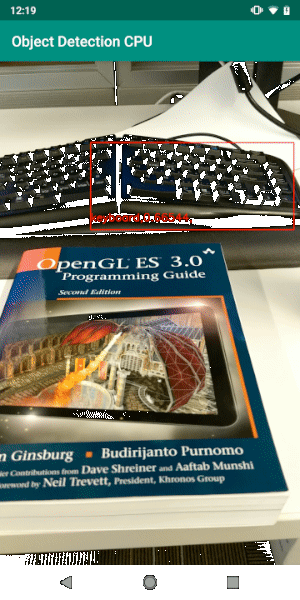 12:19
Object Detection CPU
OpenGL ES 3.0
Programming Guide
Second Edition
n Ginsburg ▪ Budirijanto Purnomo
ier Contributions from Dave Shreiner and Aaftab Munshi
oreword by Neil Trevett, President, Khronos Group